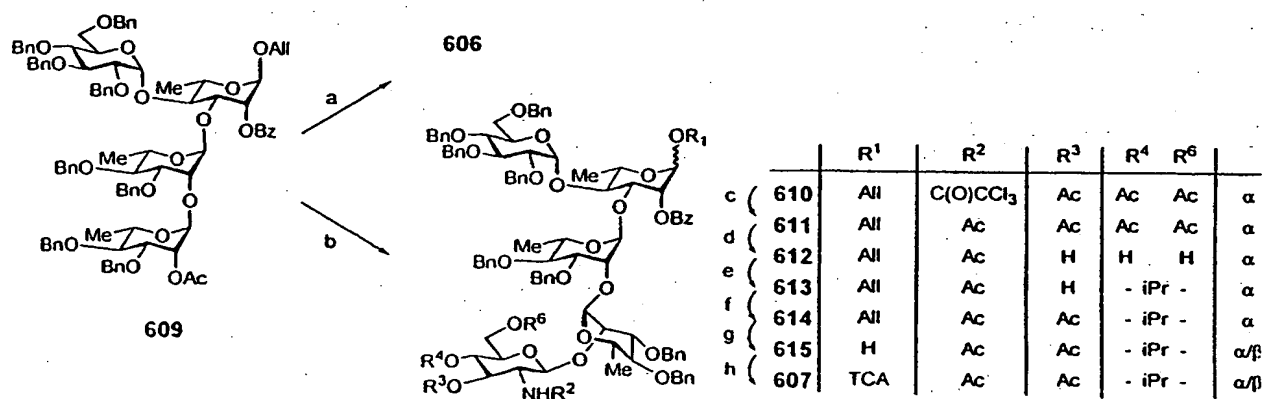 OBn
BnO
O
BnO
BnO
OAll
Me
O
O
OBz
O
Me
O
BnO
BnO
O
Me
O
BnO
BnO
OAc
609
a
b
606
OBn
BnO
O
BnO
BnO
OR1
Me
O
O
OBz
O
Me
O
BnO
BnO
O
OR6
R4O
O
R3O
NHR2
O
O
O
Me
OBn
OBn
R1 R2 R3 R4 R6
c 610 All C(O)CCl3 Ac Ac Ac α
d 611 All Ac Ac Ac Ac α
e 612 All Ac H H H α
f 613 All Ac H - iPr - α
g 614 All Ac Ac - iPr - α
h 615 H Ac Ac - iPr - α/β
607 TCA Ac Ac - iPr - α/β